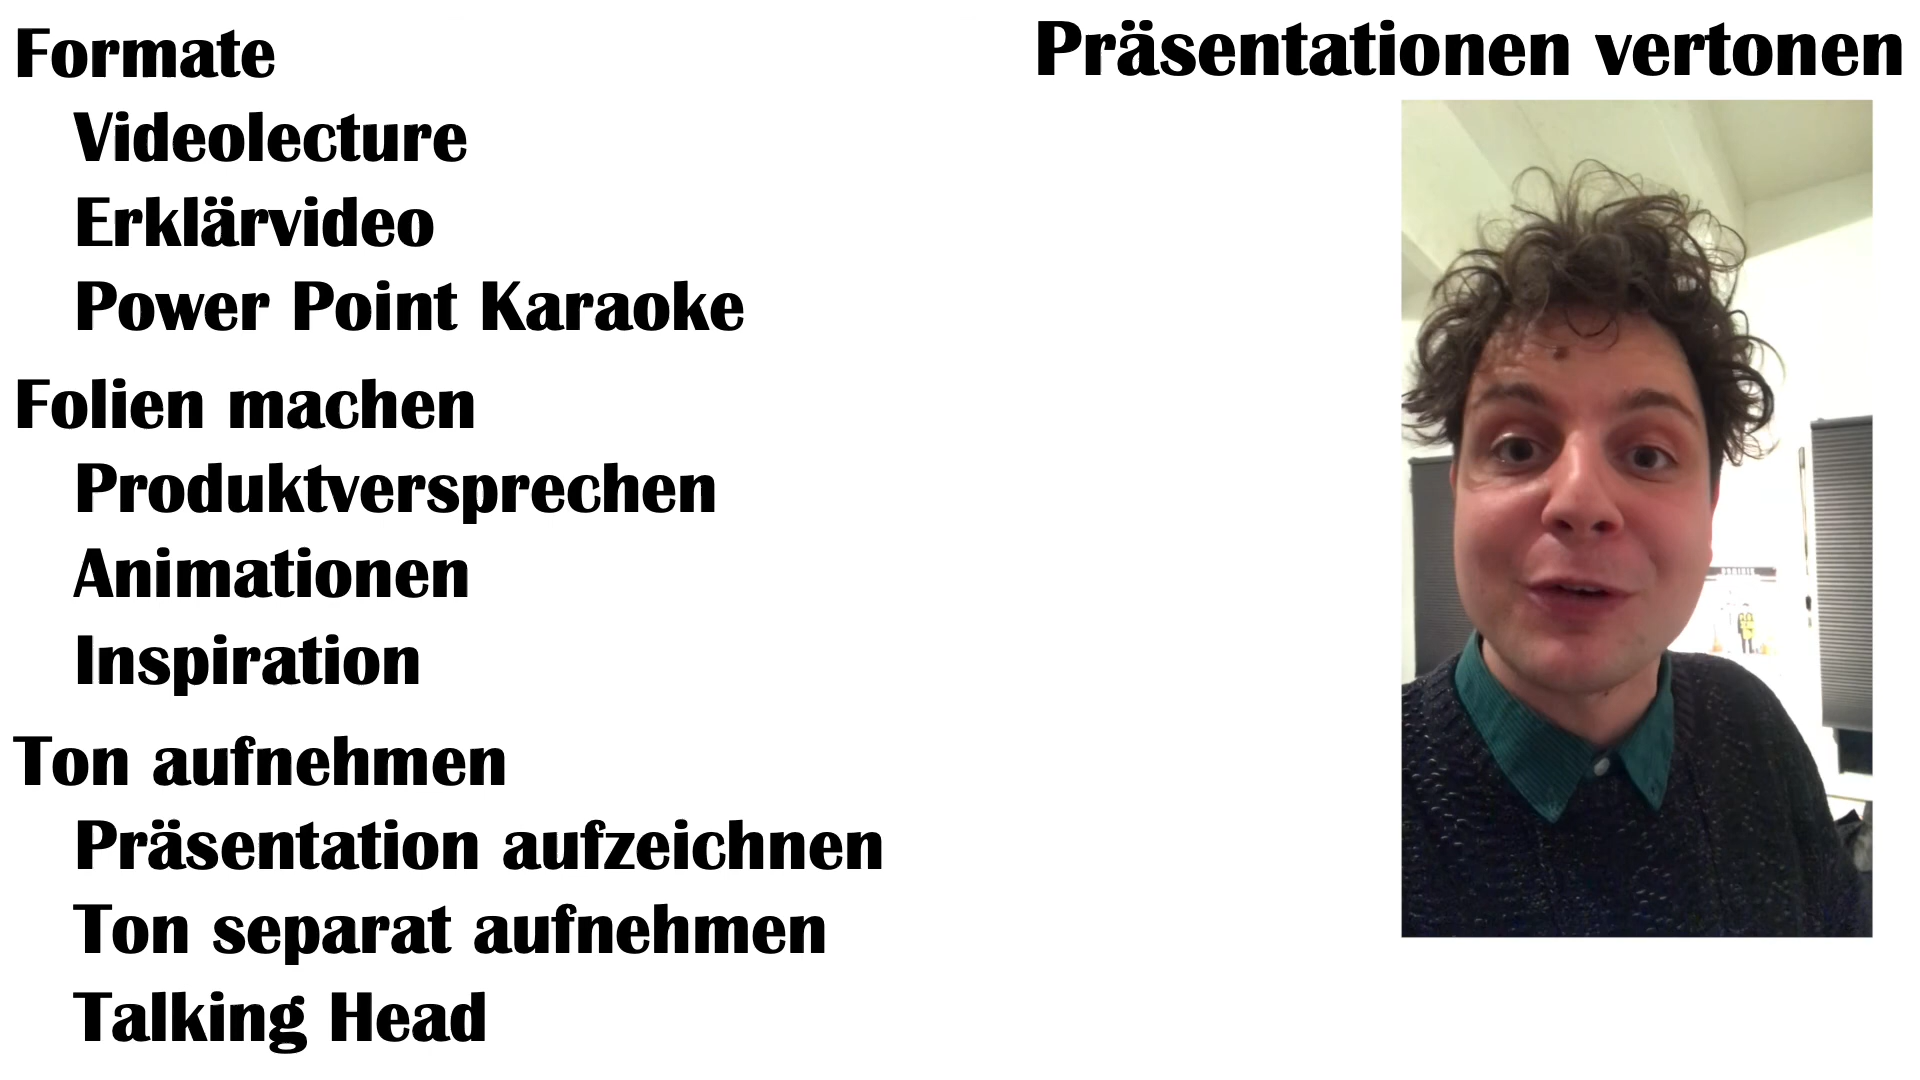 Präsentationen vertonen
Formate
Videolecture
Erklärvideo
Power Point Karaoke
Folien machen
Produktversprechen
Animationen
Inspiration
Ton aufnehmen
Präsentation aufzeichnen
Ton separat aufnehmen
Talking Head